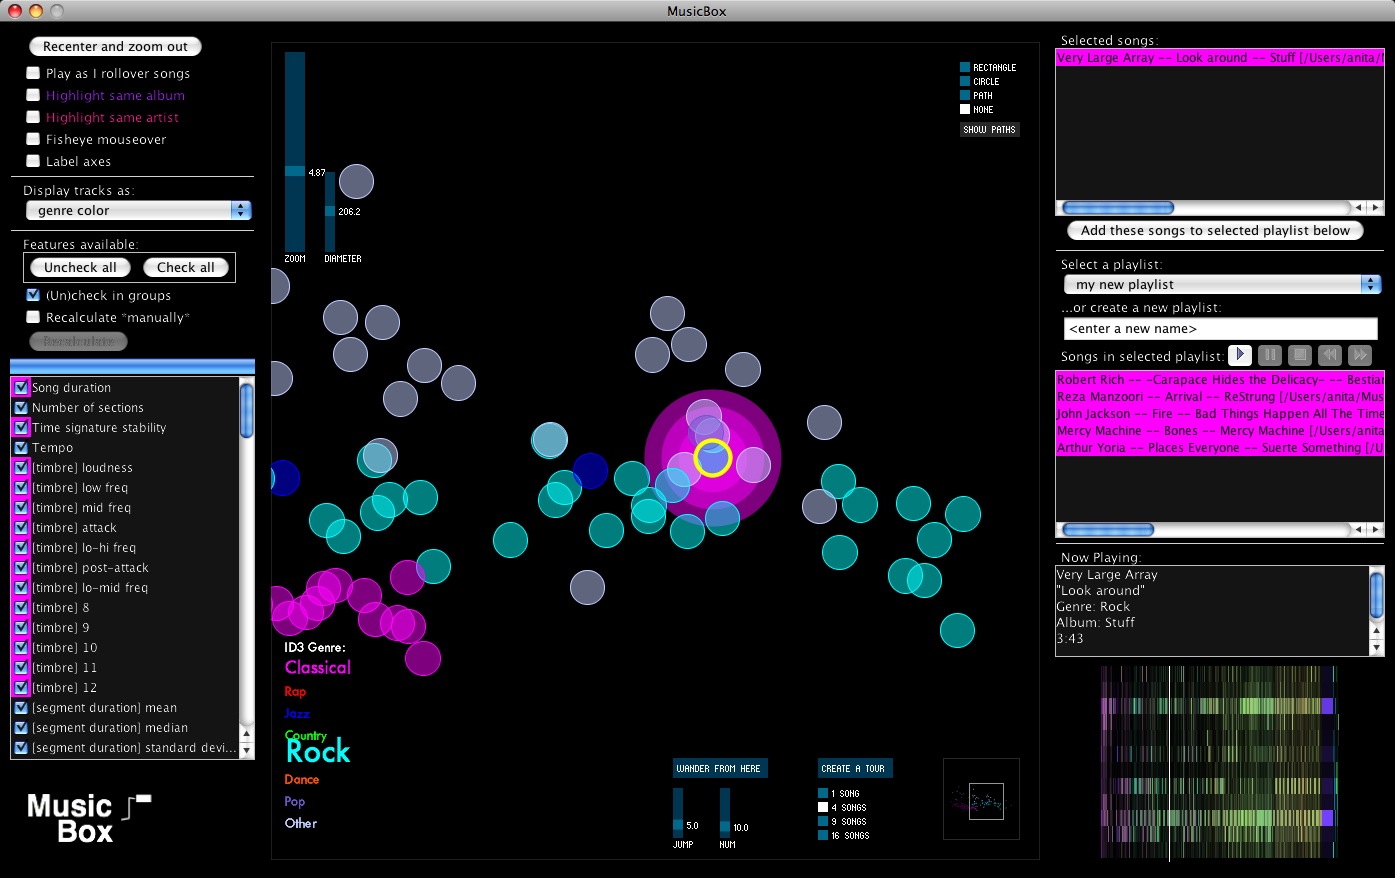 MusicBox
Recenter and zoom out
Play as I rollover songs
Highlight same album
Highlight same artist
Fisheye mouseover
Label axes
Display tracks as:
genre color
Features available:
Uncheck all
Check all
(Un)check in groups
Recalculate *manually*
Song duration
Number of sections
Time signature stability
Tempo
[timbre] loudness
[timbre] low freq
[timbre] mid freq
[timbre] attack
[timbre] lo-hi freq
[timbre] post-attack
[timbre] lo-mid freq
[timbre] 8
[timbre] 9
[timbre] 10
[timbre] 11
[timbre] 12
[segment duration] mean
[segment duration] median
[segment duration] standard devi...
Music
Box
4.87
206.2
ZOOM
DIAMETER
RECTANGLE
CIRCLE
PATH
NONE
SHOW PATHS
ID3 Genre:
Classical
Rap
Jazz
Country
Rock
Dance
Pop
Other
WANDER FROM HERE
5.0
10.0
JUMP
NUM
CREATE A TOUR
1 SONG
4 SONGS
9 SONGS
16 SONGS
Selected songs:
Very Large Array -- Look around -- Stuff [/Users/anita/
Add these songs to selected playlist below
Select a playlist:
my new playlist
...or create a new playlist:
<enter a new name>
Songs in selected playlist:
Robert Rich -- -Carapace Hides the Delicacy- -- Bestiar
Reza Manzoori -- Arrival -- ReStrung [/Users/anita/Mus
John Jackson -- Fire -- Bad Things Happen All The Time
Mercy Machine -- Bones -- Mercy Machine [/Users/anita
Arthur Yoria -- Places Everyone -- Suerte Something [/U
Now Playing:
Very Large Array
"Look around"
Genre: Rock
Album: Stuff
3:43